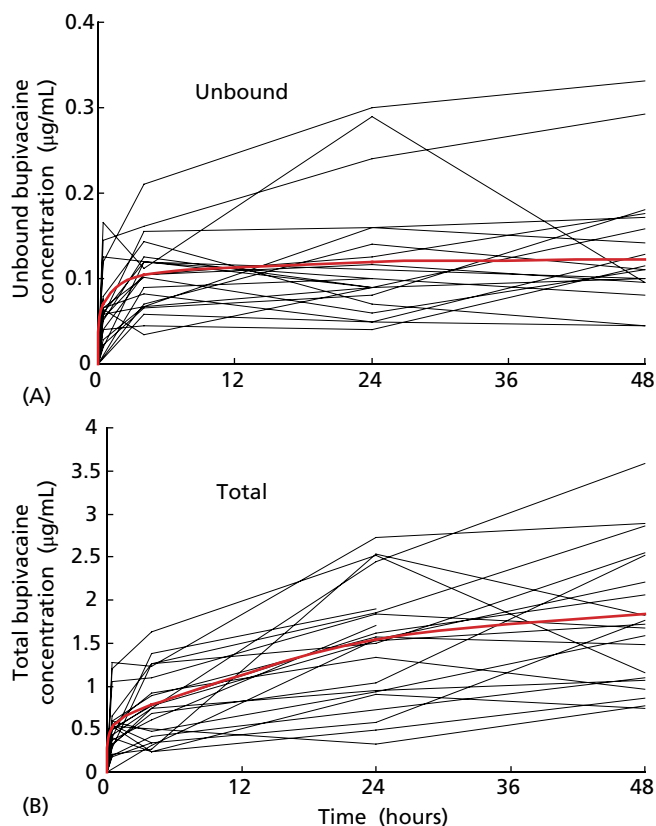 Unbound bupivacaine
concentration (µg/mL)
0.4
0.3
0.2
0.1
0
Unbound
0 12 24 36 48
(A)
Total bupivacaine
concentration (µg/mL)
4
3.5
3
2.5
2
1.5
1
0.5
0
Total
0 12 24 36 48
(B)
Time (hours)